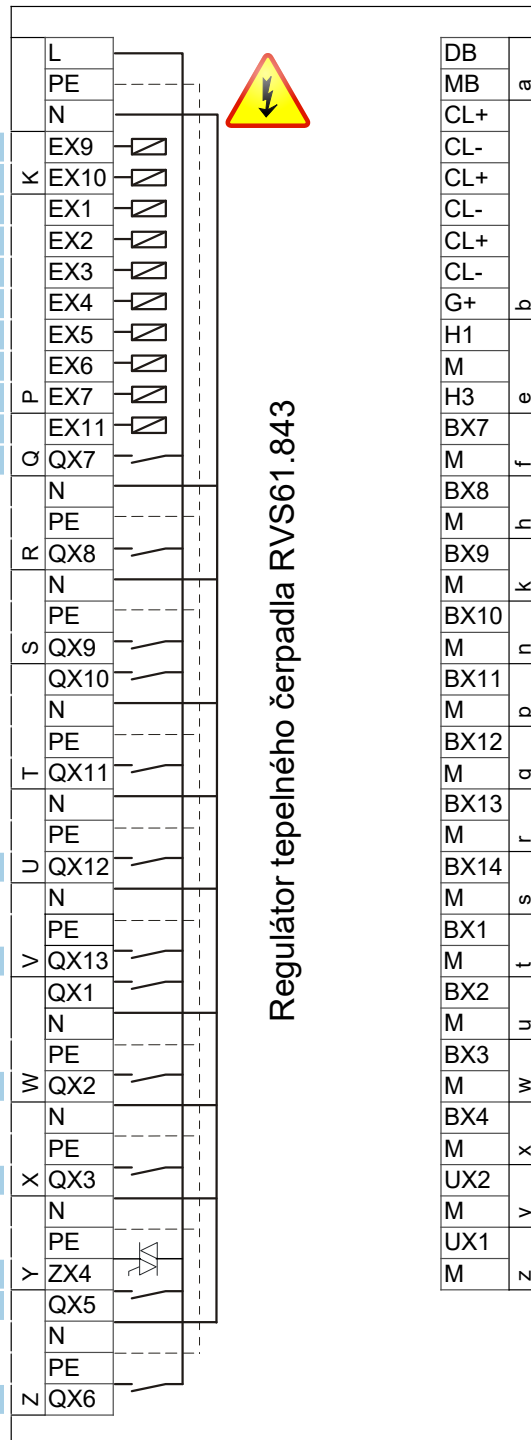 L
PE
N
EX9
K EX10
EX1
EX2
EX3
EX4
EX5
EX6
P EX7
EX11
Q QX7
N
PE
R QX8
N
PE
S QX9
QX10
N
PE
T QX11
N
PE
U QX12
N
PE
V QX13
QX1
N
PE
W QX2
N
PE
X QX3
N
PE
Y ZX4
QX5
N
PE
Z QX6
Regulátor tepelného čerpadla RVS61.843
DB
MB a
CL+
CL-
CL+
CL-
CL+
CL-
G+ b
H1
M
H3 e
BX7
M f
BX8
M h
BX9
M k
BX10
M n
BX11
M p
BX12
M q
BX13
M r
BX14
M s
BX1
M t
BX2
M u
BX3
M w
BX4
M x
UX2
M v
UX1
M z